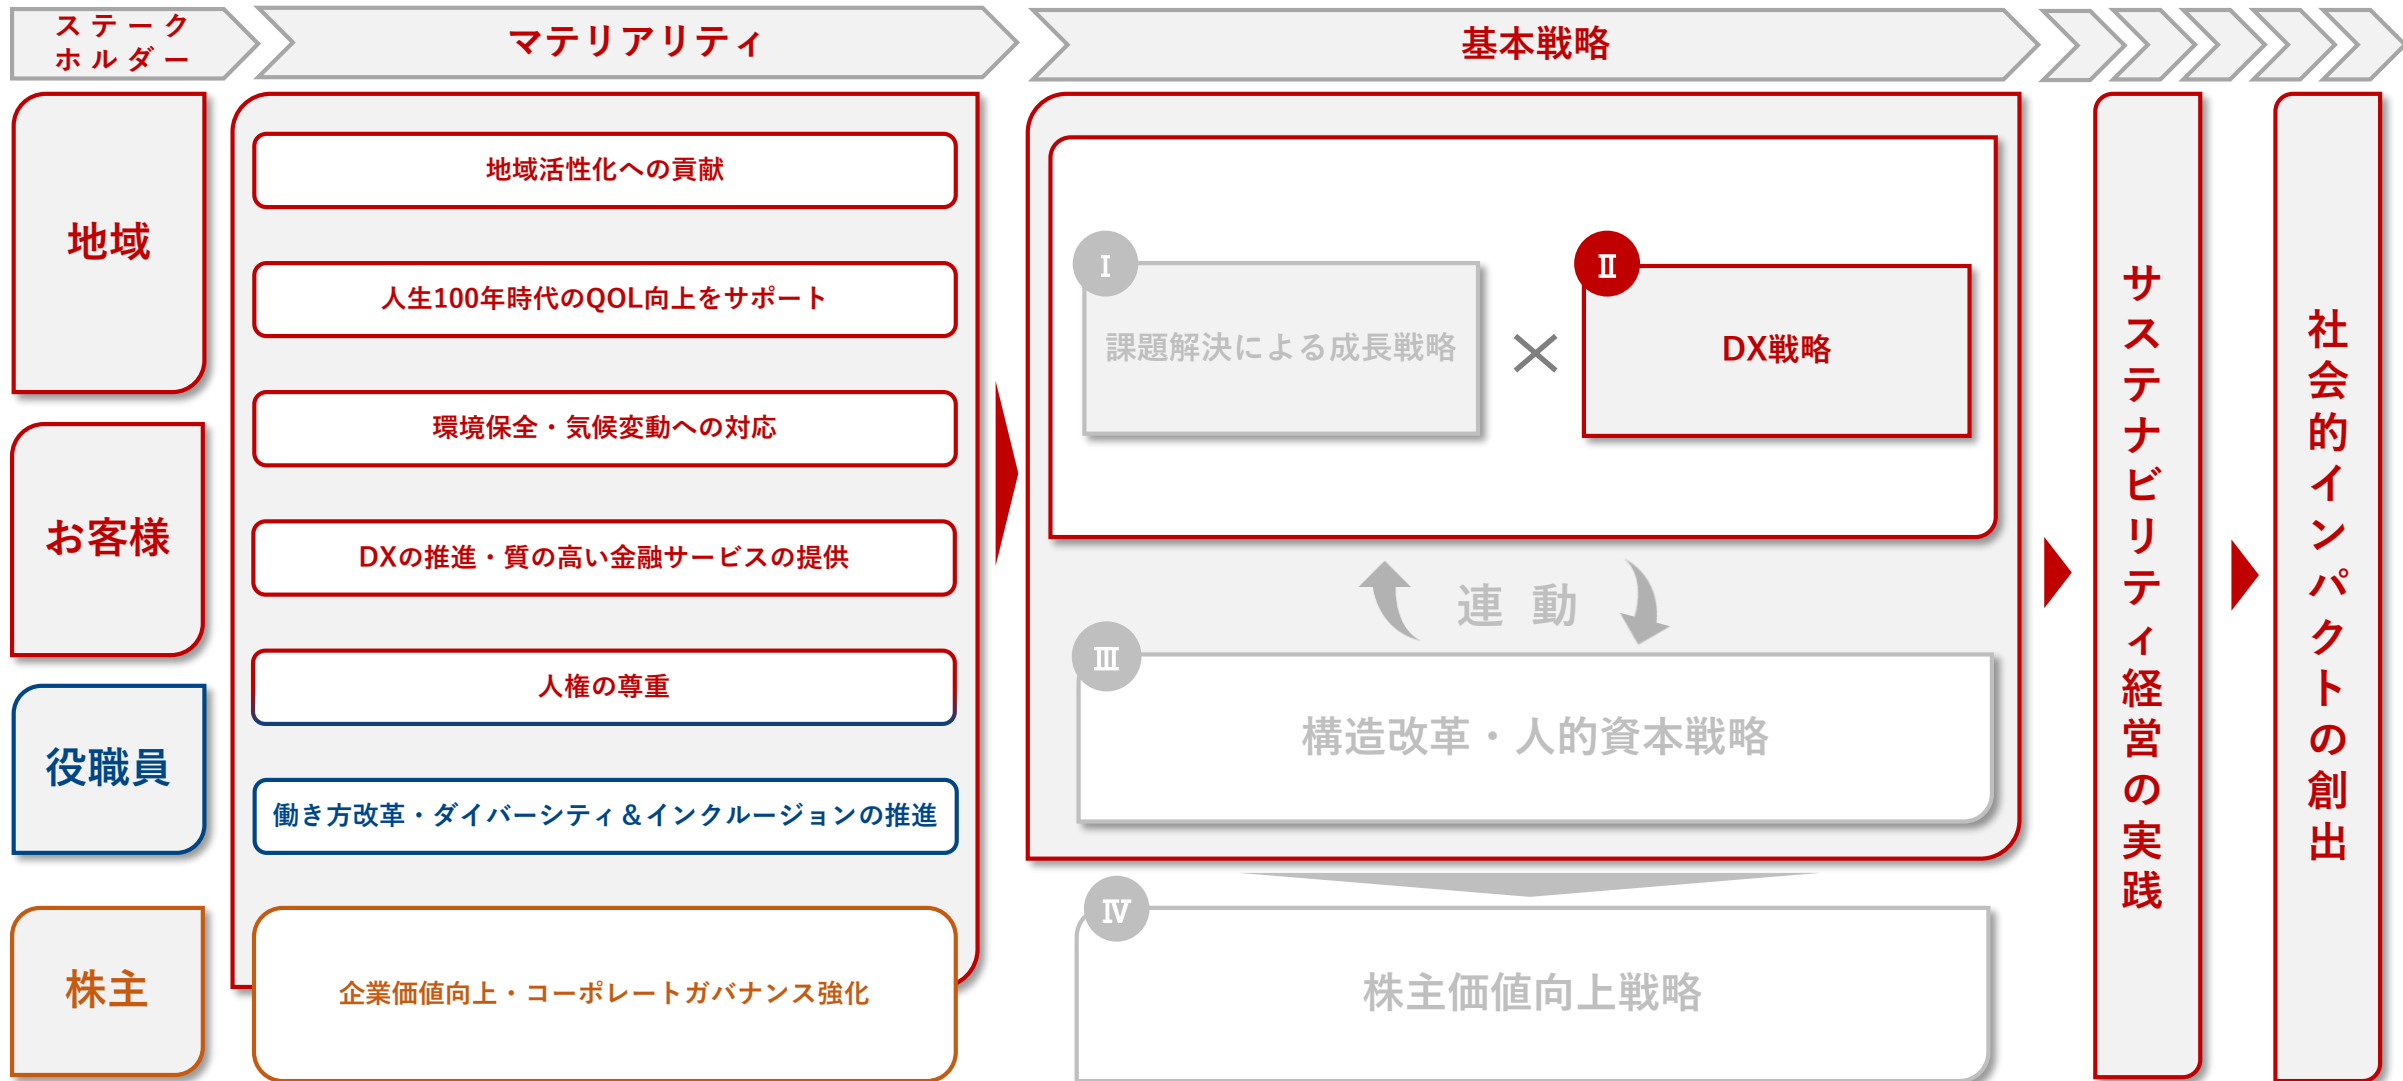 ステーク
ホルダー
マテリアリティ
基本戦略
地域
お客様
役職員
株主
地域活性化への貢献
人生100年時代のQOL向上をサポート
環境保全・気候変動への対応
DXの推進・質の高い金融サービスの提供
人権の尊重
働き方改革・ダイバーシティ＆インクルージョンの推進
企業価値向上・コーポレートガバナンス強化
Ⅰ
課題解決による成長戦略
×
Ⅱ
DX戦略
連動
Ⅲ
構造改革・人的資本戦略
Ⅳ
株主価値向上戦略
サステナビリティ経営の実践
社会的インパクトの創出